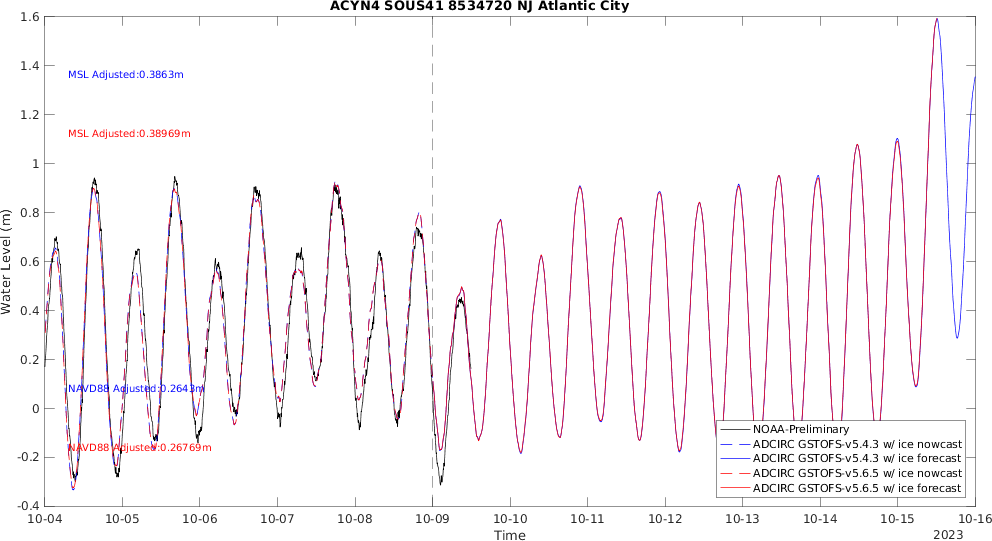 ACYN4 SOUS41 8534720 NJ Atlantic City
1.6
1.4
1.2
1
0.8
0.6
0.4
0.2
0
-0.2
-0.4
Water Level (m)
MSL Adjusted:0.3863m
MSL Adjusted:0.38969m
NAVD88 Adjusted:0.2643m
NAVD88 Adjusted:0.26769m
NOAA-Preliminary
ADCIRC GSTOFS-v5.4.3 w/ ice nowcast
ADCIRC GSTOFS-v5.4.3 w/ ice forecast
ADCIRC GSTOFS-v5.6.5 w/ ice nowcast
ADCIRC GSTOFS-v5.6.5 w/ ice forecast
10-04 10-05 10-06 10-07 10-08 10-09 10-10 10-11 10-12 10-13 10-14 10-15 10-16
Time
2023